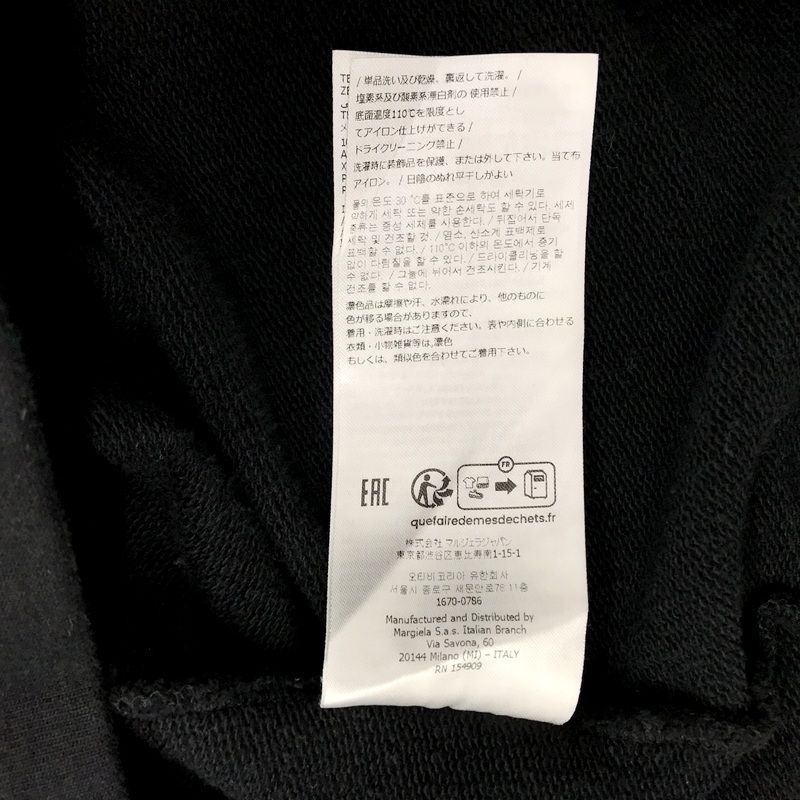 / 単品洗い及び乾燥、裏返して洗濯。 /
塩素系及び酸素系漂白剤の 使用禁止 /
底面温度110℃を限度とし
てアイロン仕上げができる /
ドライクリーニング禁止 /
洗濯時に装飾品を保護、または外して下さい。当て布
アイロン。 / 日陰のぬれ平干しがよい
물의 온도 30 °C를 표준으로 하여 세탁기로
약하게 세탁 또는 약한 손세탁도 할 수 있다. 세제
종류는 중성 세제를 사용한다. / 뒤집어서 단독
세탁 및 건조할 것. / 염소, 산소계 표백제로
표백할 수 없다. / 110°C 이하의 온도에서 증기
없이 다림질을 할 수 있다. / 드라이클리닝을 할
수 없다. / 그늘에 뉘어서 건조시킨다. / 기계
건조를 할 수 없다.
濃色品は摩擦や汗、水濡れにより、他のものに
色が移る場合がありますので、
着用・洗濯時はご注意ください。表や内側に合わせる
衣類・小物雑貨等は,濃色
もしくは、類似色を合わせてご着用下さい。
EAC
FR
quefairedemesdechets.fr
株式会社 マルジェラジャパン
東京都渋谷区恵比寿南1-15-1
오티비코리아 유한회사
서울시 종로구 새문안로76 11층
1670-0786
Manufactured and Distributed by
Margiela S.a.s. Italian Branch
Via Savona, 60
20144 Milano (MI) – ITALY
RN 154909